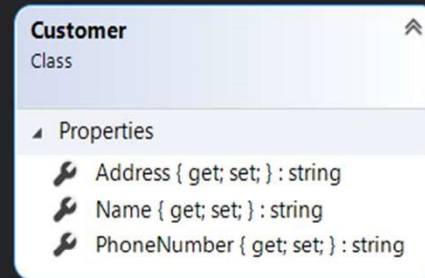 Customer
Class
Properties
Address { get; set; } : string
Name { get; set; } : string
PhoneNumber { get; set; } : string